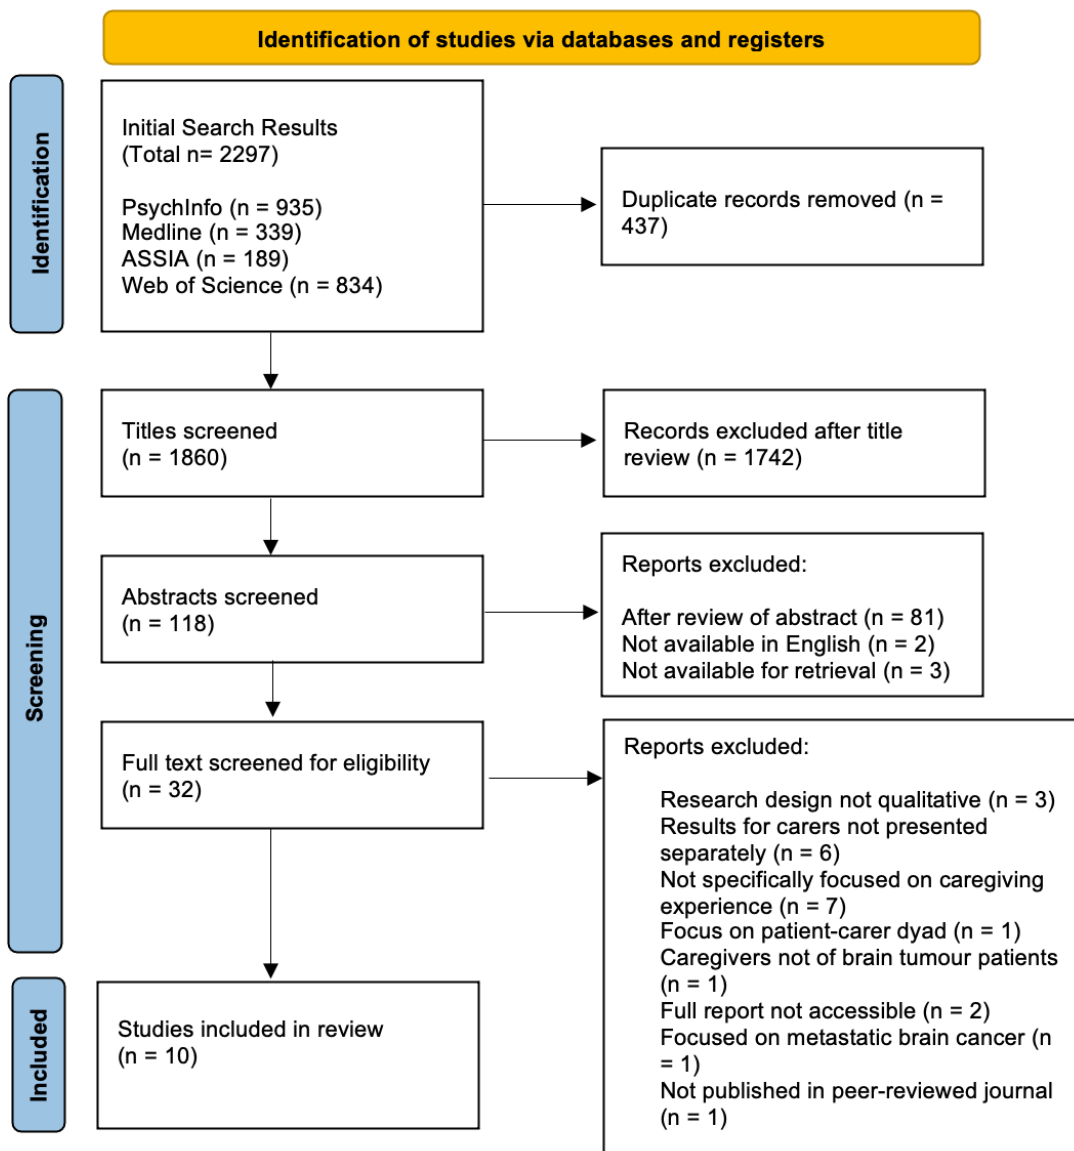 Identification of studies via databases and registers
Identification
Initial Search Results
(Total n= 2297)
PsychInfo (n = 935)
Medline (n = 339)
ASSIA (n = 189)
Web of Science (n = 834)
Duplicate records removed (n =
437)
Screening
Titles screened
(n = 1860)
Records excluded after title
review (n = 1742)
Abstracts screened
(n = 118)
Reports excluded:
After review of abstract (n = 81)
Not available in English (n = 2)
Not available for retrieval (n = 3)
Full text screened for eligibility
(n = 32)
Reports excluded:
Research design not qualitative (n = 3)
Results for carers not presented
separately (n = 6)
Not specifically focused on caregiving
experience (n = 7)
Focus on patient-carer dyad (n = 1)
Caregivers not of brain tumour patients
(n = 1)
Full report not accessible (n = 2)
Focused on metastatic brain cancer (n
= 1)
Not published in peer-reviewed journal
(n = 1)
Included
Studies included in review
(n = 10)